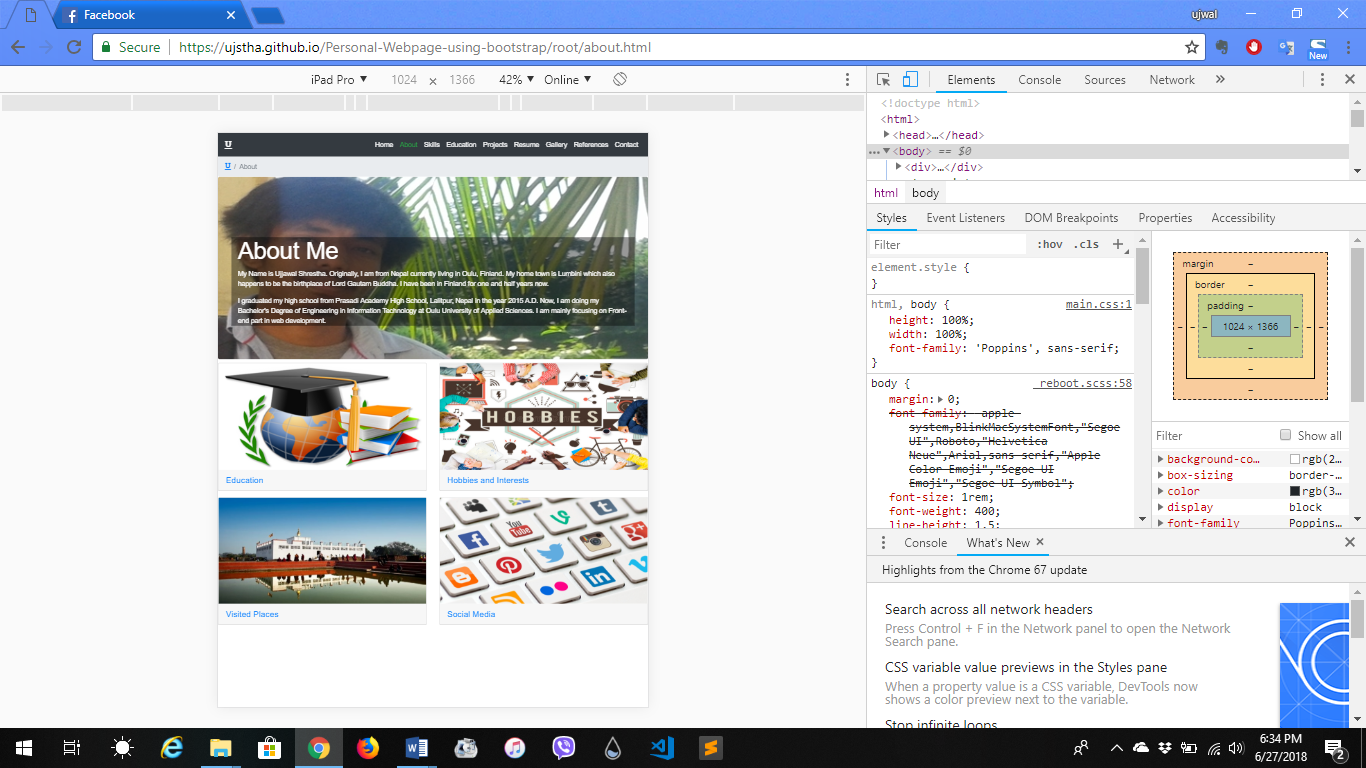 Facebook
ujwal
Secure
https://ujstha.github.io/Personal-Webpage-using-bootstrap/root/about.html
New
iPad Pro ▼ 1024 × 1366 42% ▼ Online ▼
Elements Console Sources Network »
<!doctype html>
<html>
<head>…</head>
<body> == $0
<div>…</div>
html body
Styles Event Listeners DOM Breakpoints Properties Accessibility
Filter :hov .cls +
element.style {
}
html, body { main.css:1
height: 100%;
width: 100%;
font-family: 'Poppins', sans-serif;
}
body { _reboot.scss:58
margin: 0;
font-family: -apple-
system,BlinkMacSystemFont,"Segoe
UI",Roboto,"Helvetica
Neue",Arial,sans-serif,"Apple
Color Emoji","Segoe UI
Emoji","Segoe UI Symbol";
font-size: 1rem;
font-weight: 400;
line-height: 1.5;
margin –
border –
padding –
– – – 1024 × 1366 – – –
–
–
–
Filter Show all
background-co… rgb(2…
box-sizing border-…
color rgb(3…
display block
font-family Poppins…
Console What's New ×
Highlights from the Chrome 67 update
Search across all network headers
Press Control + F in the Network panel to open the Network
Search pane.
CSS variable value previews in the Styles pane
When a property value is a CSS variable, DevTools now
shows a color preview next to the variable.
Stop infinite loops
U Home About Skills Education Projects Resume Gallery References Contact
U / About
About Me
My Name is Ujjawal Shrestha. Originally, I am from Nepal currently living in Oulu, Finland. My home town is Lumbini which also
happens to be the birthplace of Lord Gautam Buddha. I have been in Finland for one and half years now.
I graduated my high school from Prasadi Academy High School, Lalitpur, Nepal in the year 2015 A.D. Now, I am doing my
Bachelor's Degree of Engineering in Information Technology at Oulu University of Applied Sciences. I am mainly focusing on Front-
end part in web development.
HOBBIES
Education
Hobbies and Interests
You
Tube
Visited Places
Social Media
6:34 PM
6/27/2018
2